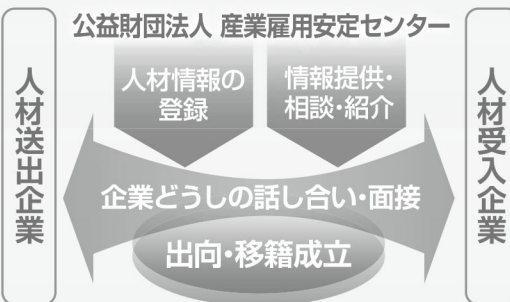 公益財団法人 産業雇用安定センター
人材送出企業
人材情報の
登録
情報提供・
相談・紹介
人材受入企業
企業どうしの話し合い・面接
出向・移籍成立